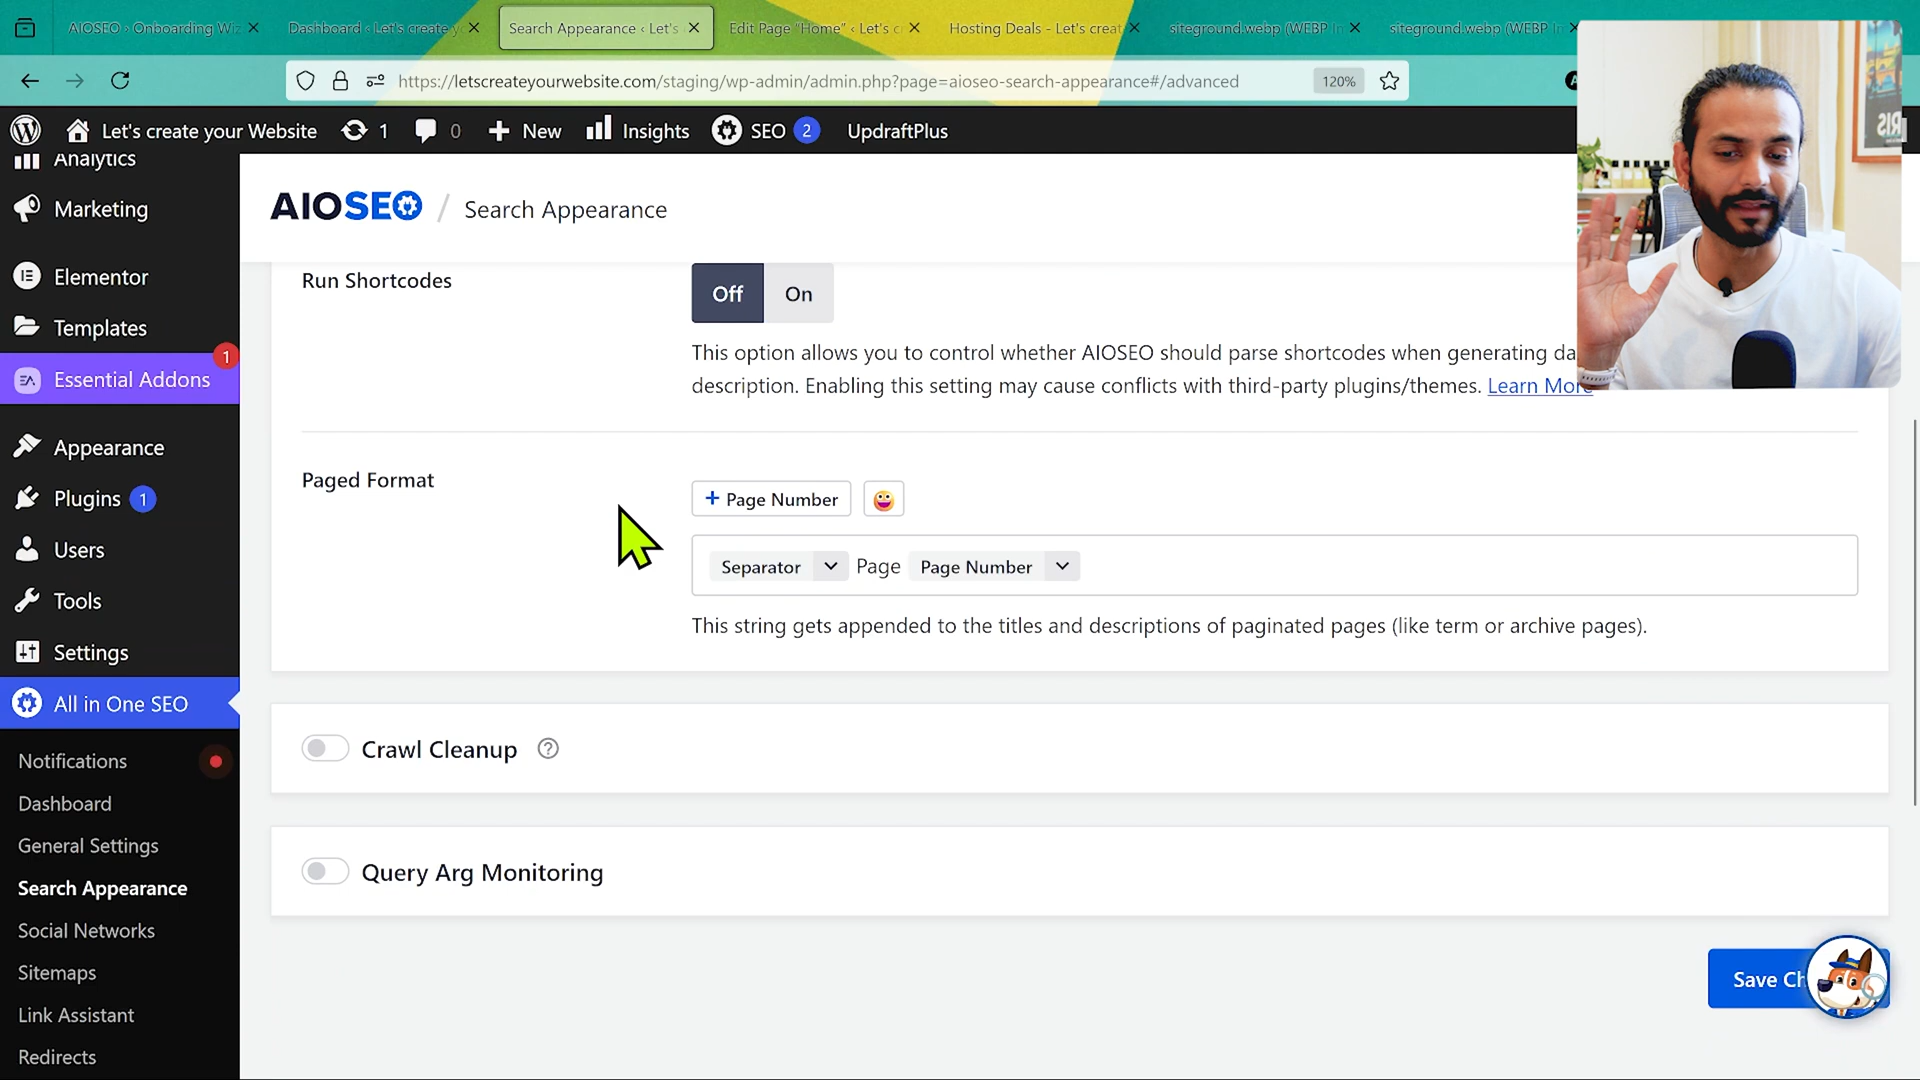 AIOSEO › Onboarding Wiz
Dashboard ‹ Let's create y
Search Appearance ‹ Let's
Edit Page "Home" ‹ Let's c
Hosting Deals - Let's creat
siteground.webp (WEBP Im
siteground.webp (WEBP Im
https://letscreateyourwebsite.com/staging/wp-admin/admin.php?page=aioseo-search-appearance#/advanced
120%
Let's create your Website
1
0
New
Insights
SEO 2
UpdraftPlus
Analytics
Marketing
Elementor
Templates
1
Essential Addons
Appearance
Plugins 1
Users
Tools
Settings
All in One SEO
Notifications
Dashboard
General Settings
Search Appearance
Social Networks
Sitemaps
Link Assistant
Redirects
AIOSEO / Search Appearance
Run Shortcodes
Off On
This option allows you to control whether AIOSEO should parse shortcodes when generating da
description. Enabling this setting may cause conflicts with third-party plugins/themes. Learn More
Paged Format
+ Page Number
Separator Page Page Number
This string gets appended to the titles and descriptions of paginated pages (like term or archive pages).
Crawl Cleanup ?
Query Arg Monitoring
Save Ch